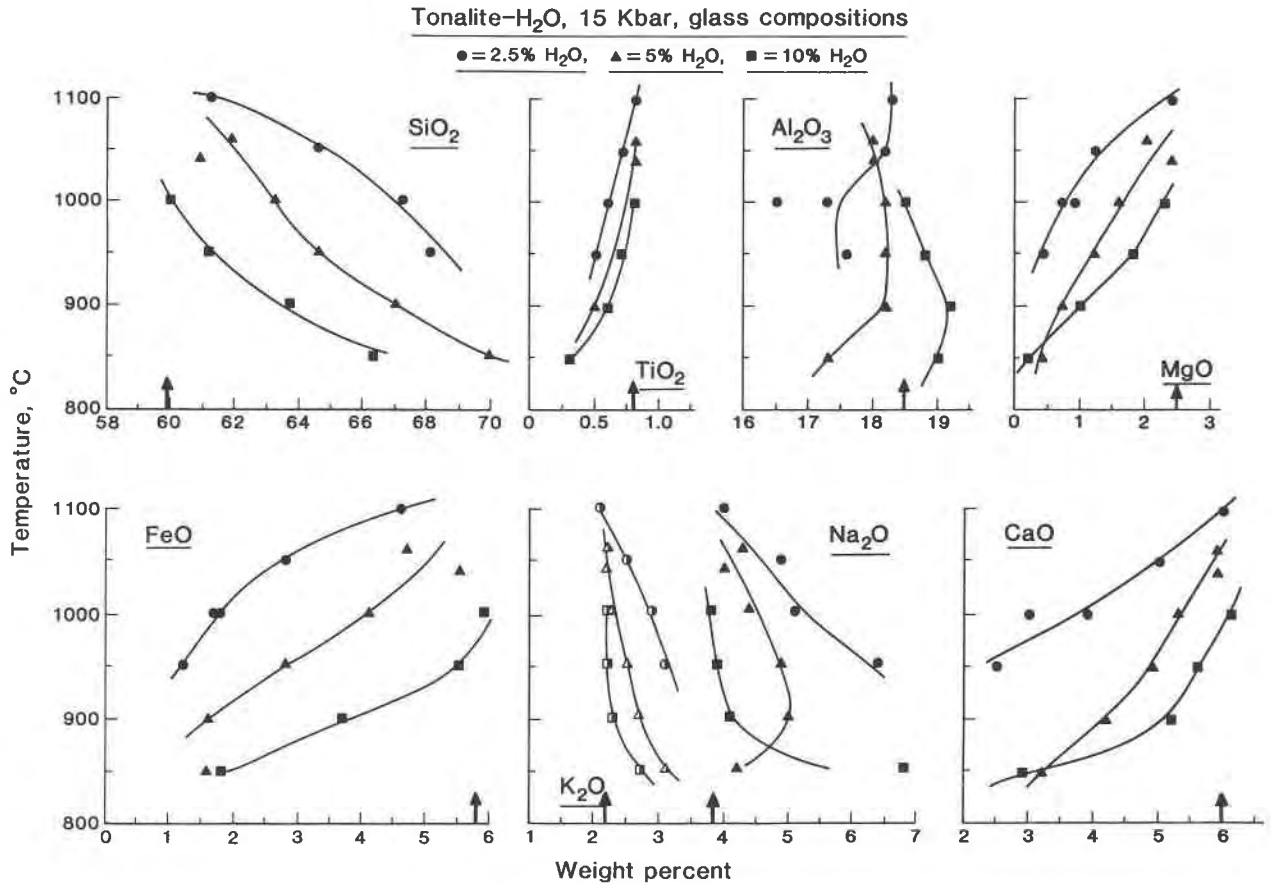 Tonalite-H₂O, 15 Kbar, glass compositions
● = 2.5% H₂O, ▲ = 5% H₂O, ■ = 10% H₂O
Temperature, °C
1100
1000
900
800
SiO₂
58 60 62 64 66 68 70
TiO₂
0 0.5 1.0
Al₂O₃
16 17 18 19
MgO
0 1 2 3
1100
1000
900
800
FeO
0 1 2 3 4 5 6
K₂O
Na₂O
1 2 3 4 5 6 7
CaO
2 4 5 6
Weight percent